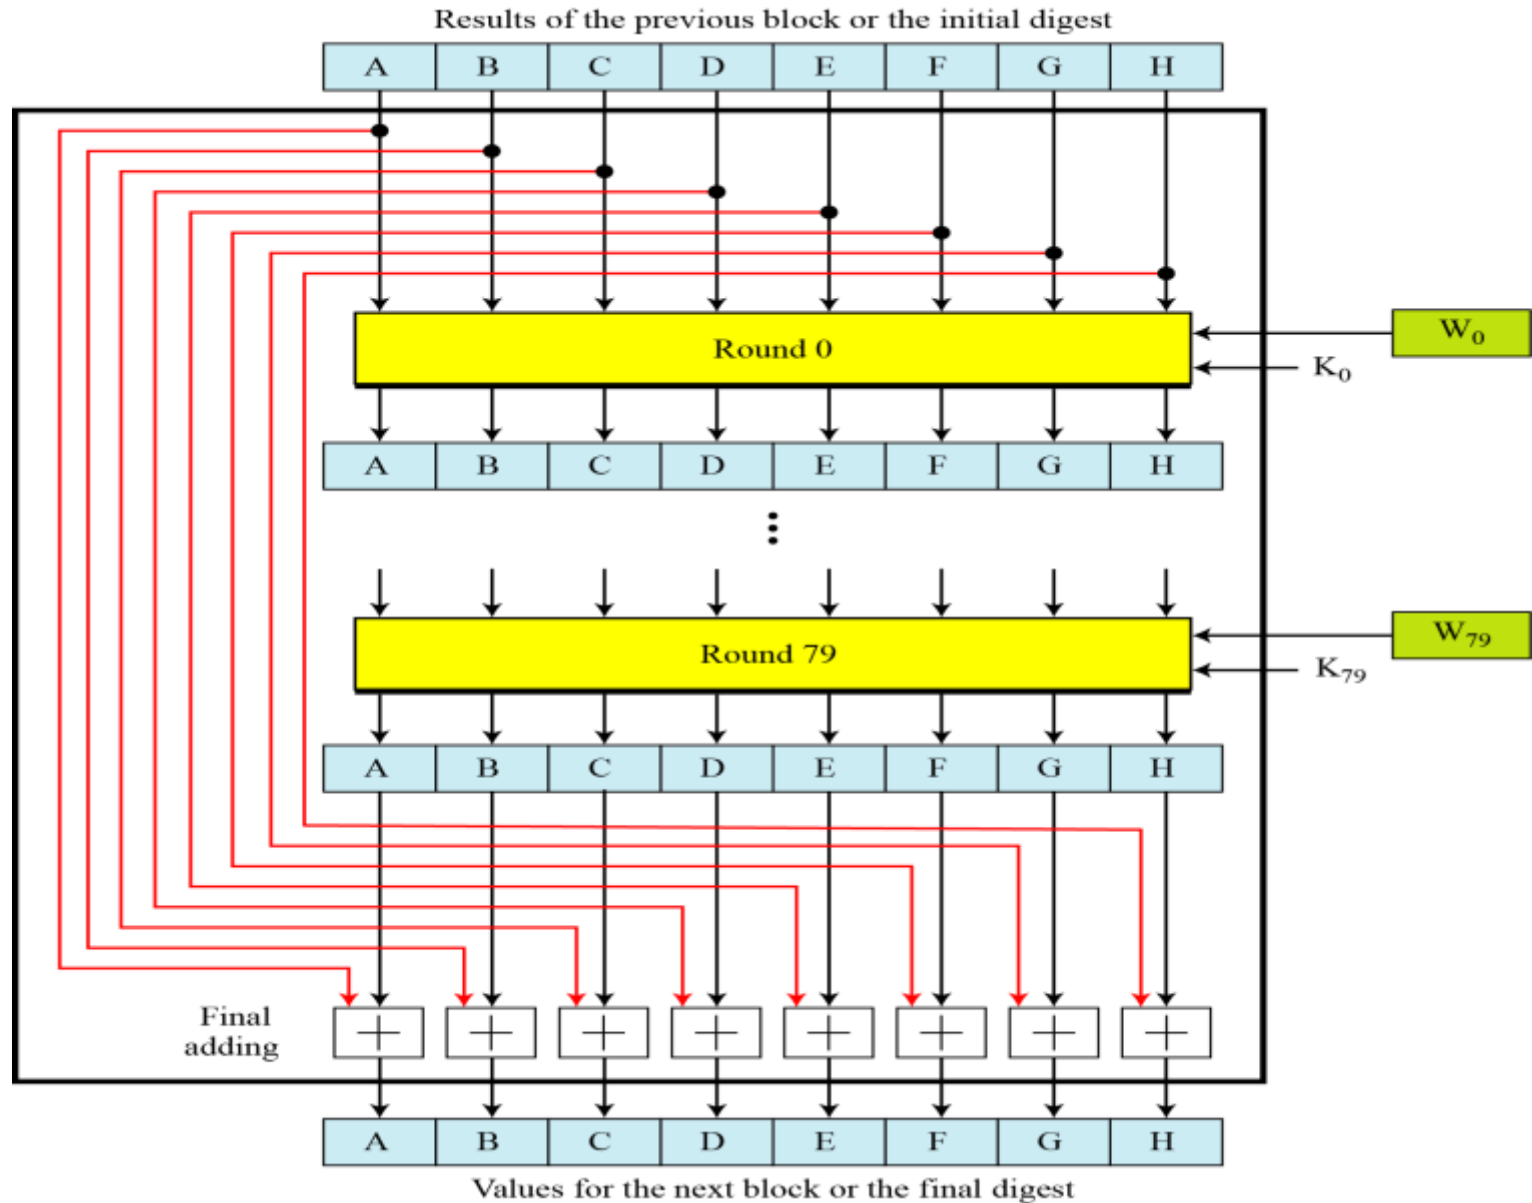 Results of the previous block or the initial digest
A B C D E F G H
Round 0
W₀
K₀
A B C D E F G H
Round 79
W₇₉
K₇₉
A B C D E F G H
Final
adding
+ + + + + + + +
A B C D E F G H
Values for the next block or the final digest